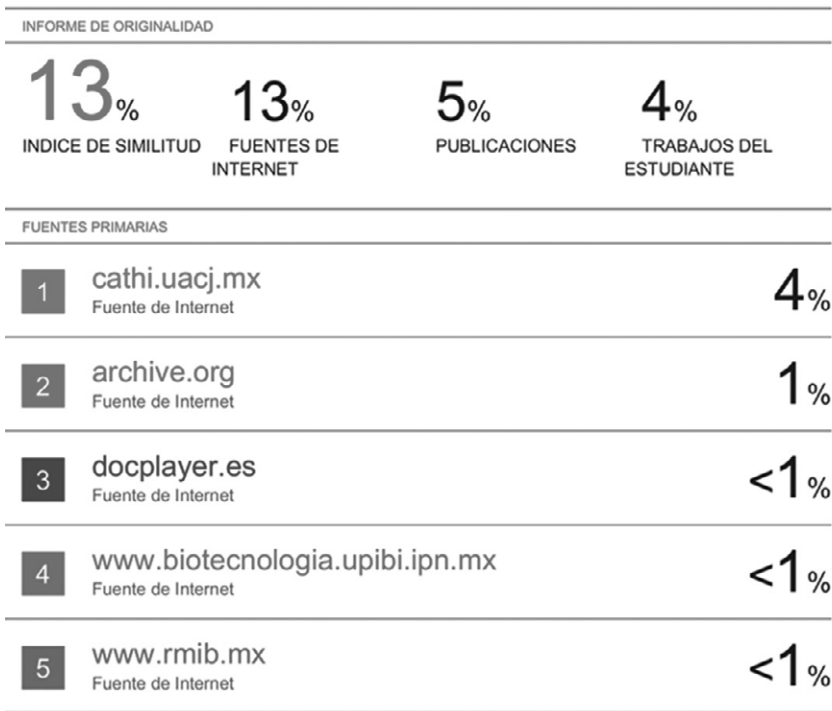 INFORME DE ORIGINALIDAD
13%
INDICE DE SIMILITUD
13%
FUENTES DE
INTERNET
5%
PUBLICACIONES
4%
TRABAJOS DEL
ESTUDIANTE
FUENTES PRIMARIAS
1
cathi.uacj.mx
Fuente de Internet
4%
2
archive.org
Fuente de Internet
1%
3
docplayer.es
Fuente de Internet
<1%
4
www.biotecnologia.upibi.ipn.mx
Fuente de Internet
<1%
5
www.rmib.mx
Fuente de Internet
<1%